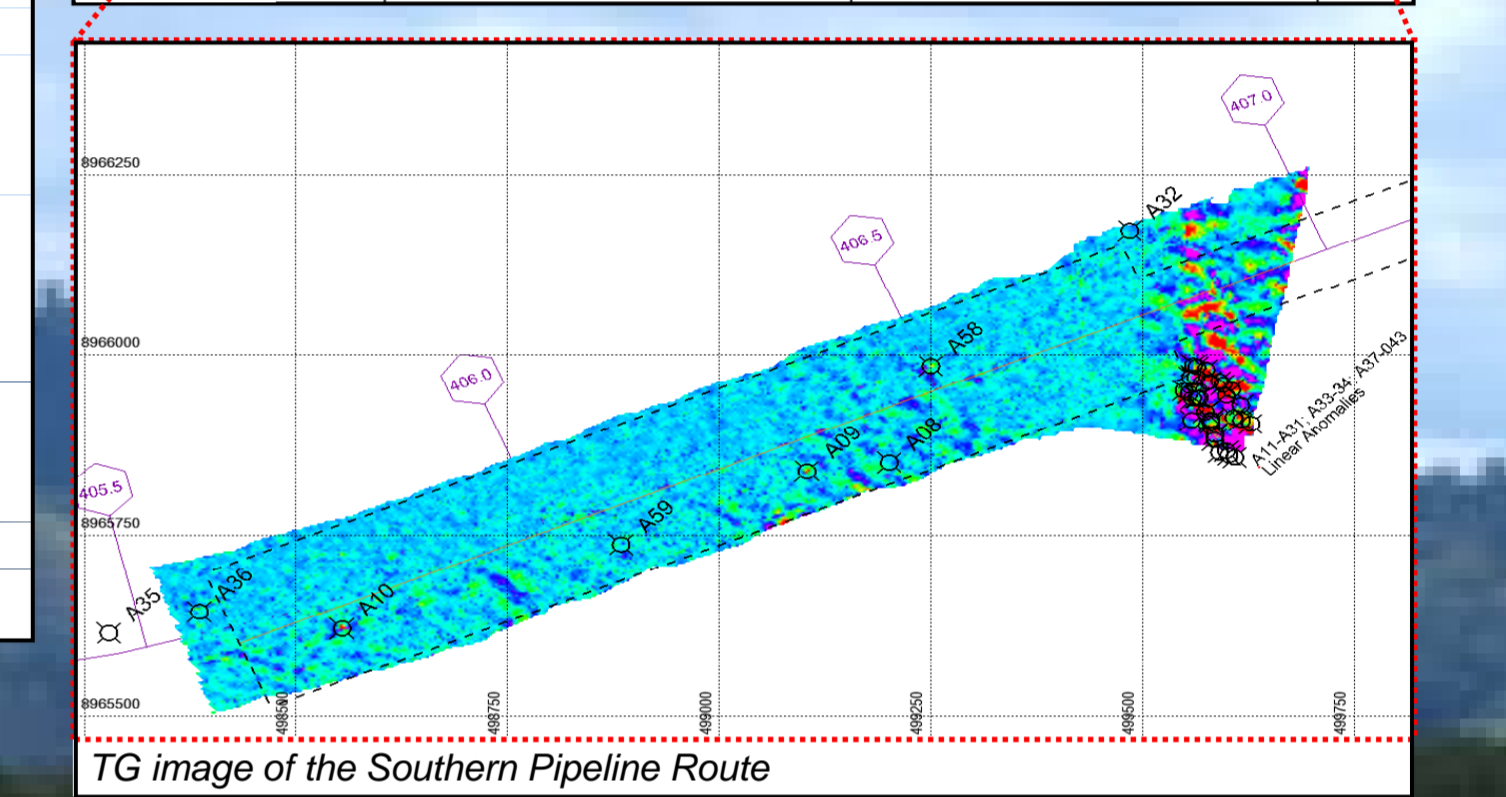 407.0
8966250
A32
406.5
8966000
A58
406.0
A11-A31; A33-34; A37-043
Linear Anomalies
A09
A08
405.5
8965750
A59
A36
A35
A10
8965500
498500
498750
499000
499250
499500
499750
TG image of the Southern Pipeline Route